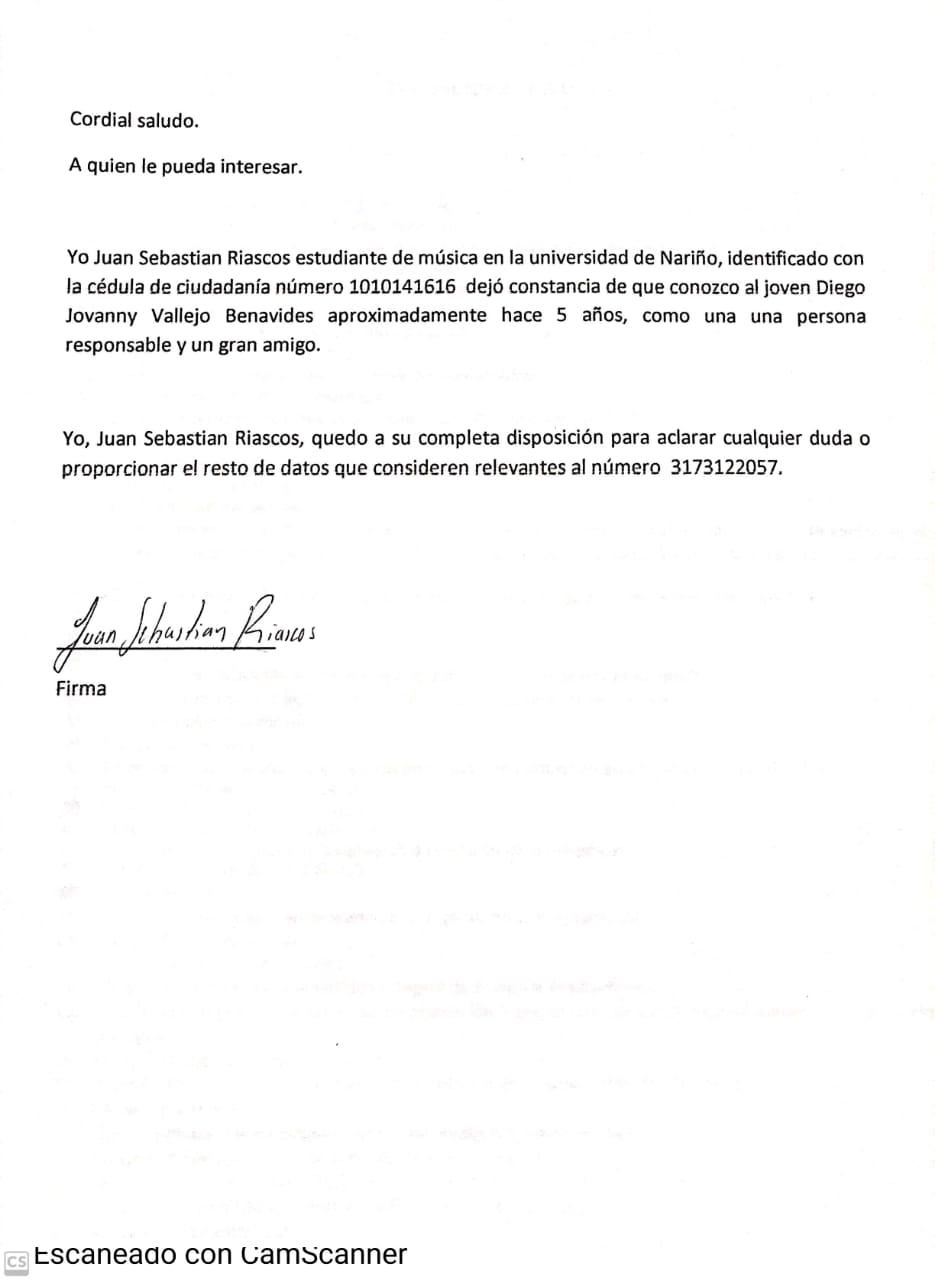 Cordial saludo.
A quien le pueda interesar.
Yo Juan Sebastian Riascos estudiante de música en la universidad de Nariño, identificado con
la cédula de ciudadanía número 1010141616 dejó constancia de que conozco al joven Diego
Jovanny Vallejo Benavides aproximadamente hace 5 años, como una una persona
responsable y un gran amigo.
Yo, Juan Sebastian Riascos, quedo a su completa disposición para aclarar cualquier duda o
proporcionar el resto de datos que consideren relevantes al número 3173122057.
Juan Sebastian Riascos
Firma
CS Escaneado con CamScanner